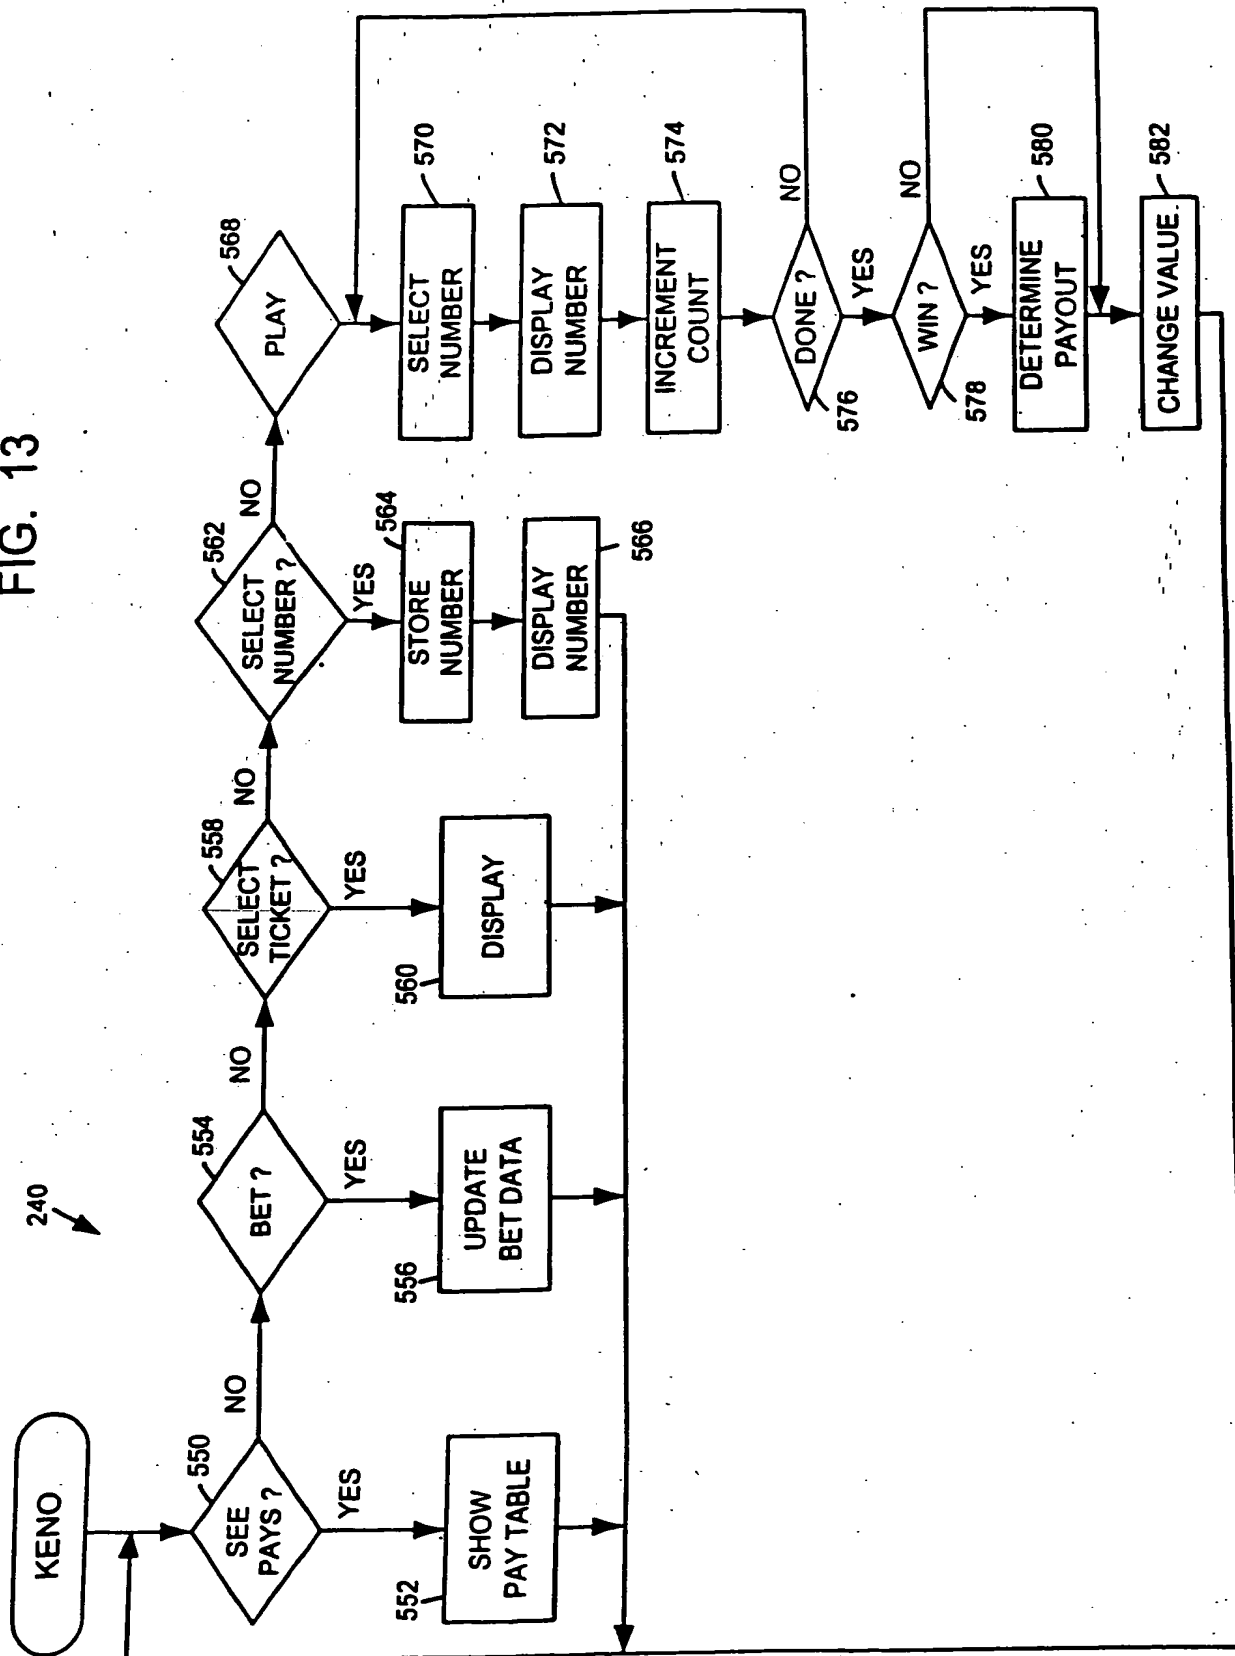 FIG. 13
240
KENO
550
SEE
PAYS ?
NO
YES
552
SHOW
PAY TABLE
554
BET ?
NO
YES
556
UPDATE
BET DATA
558
SELECT
TICKET ?
NO
YES
560
DISPLAY
562
SELECT
NUMBER ?
NO
YES
564
STORE
NUMBER
566
DISPLAY
NUMBER
568
PLAY
570
SELECT
NUMBER
572
DISPLAY
NUMBER
574
INCREMENT
COUNT
576
DONE ?
NO
YES
578
WIN ?
NO
YES
580
DETERMINE
PAYOUT
582
CHANGE VALUE